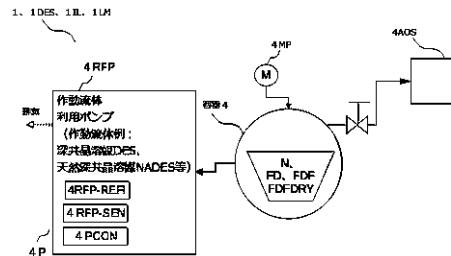 1、1DES、1IL、1LM
4RFP
排気
作動流体
利用ポンプ
(作動流体例:
深共晶溶媒DES、
天然深共晶溶媒NADES等)
4RFP-REFI
4RFP-SEN
4PCON
4P
4MP
M
容器4
N、
FD、FDF
FDFDRY
4AOS